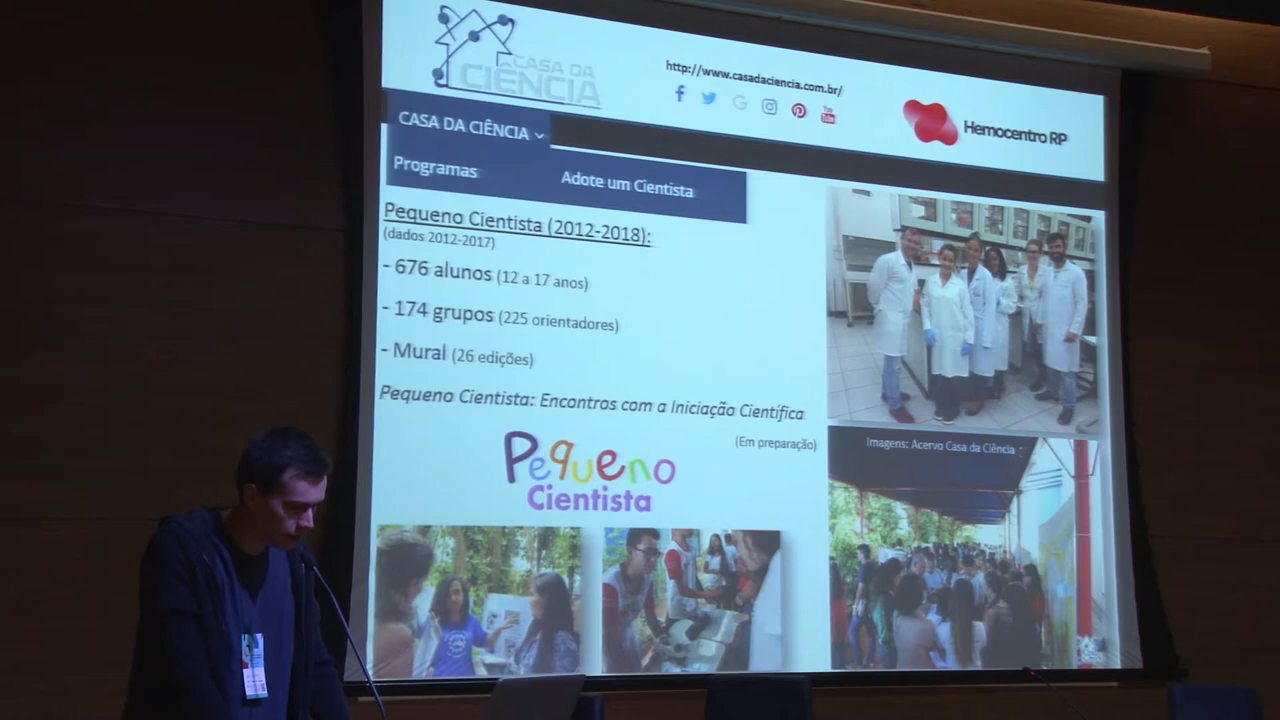 CASA DA
CIÊNCIA
http://www.casadaciencia.com.br/
You
Tube
Hemocentro RP
CASA DA CIÊNCIA
Programas
Adote um Cientista
Pequeno Cientista (2012-2018):
(dados 2012-2017)
- 676 alunos (12 a 17 anos)
- 174 grupos (225 orientadores)
- Mural (26 edições)
Pequeno Cientista: Encontros com a Iniciação Científica
(Em preparação)
Pequeno
Cientista
Imagens: Acervo Casa da Ciência